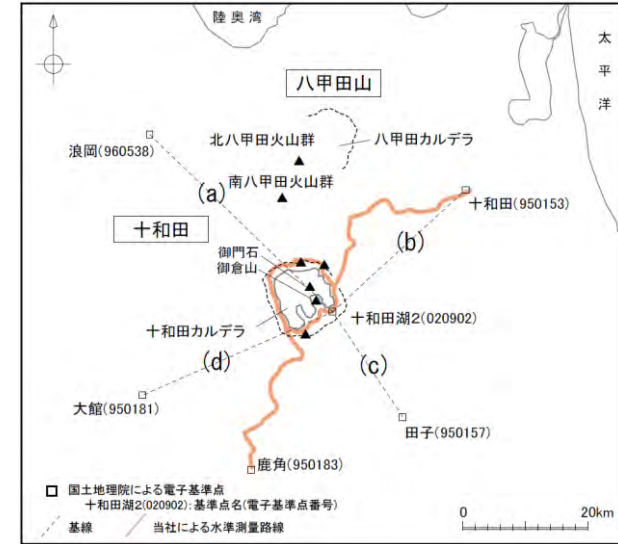 陸奥湾
太平洋
八甲田山
北八甲田火山群
八甲田カルデラ
浪岡(960538)
南八甲田火山群
(a)
十和田(950153)
十和田
(b)
御門石
御倉山
十和田湖2(020902)
十和田カルデラ
(d)
(c)
大館(950181)
田子(950157)
鹿角(950183)
国土地理院による電子基準点
十和田湖2(020902):基準点名(電子基準点番号)
基線
当社による水準測量路線
0 20km